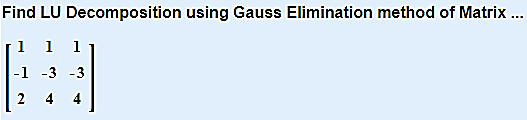 Find LU Decomposition using Gauss Elimination method of Matrix ...
1 1 1
-1 -3 -3
2 4 4